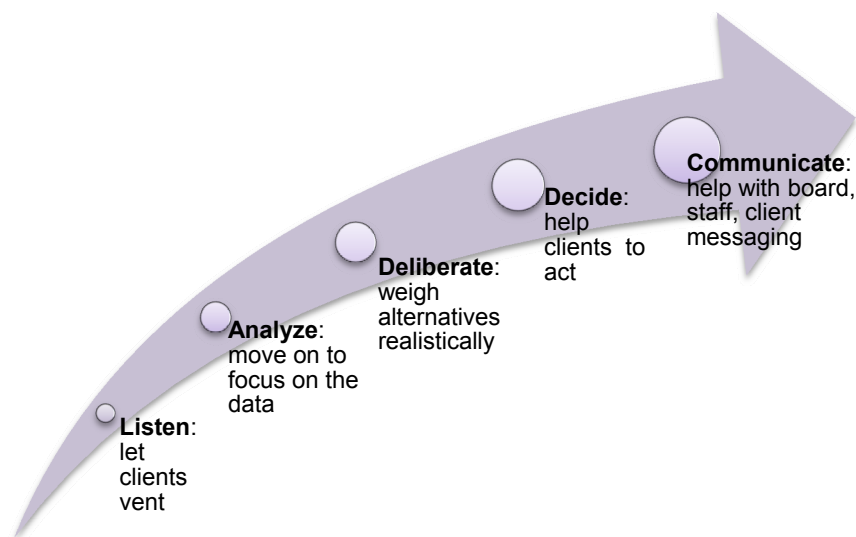 Listen:
let
clients
vent
Analyze:
move on to
focus on the
data
Deliberate:
weigh
alternatives
realistically
Decide:
help
clients to
act
Communicate:
help with board,
staff, client
messaging